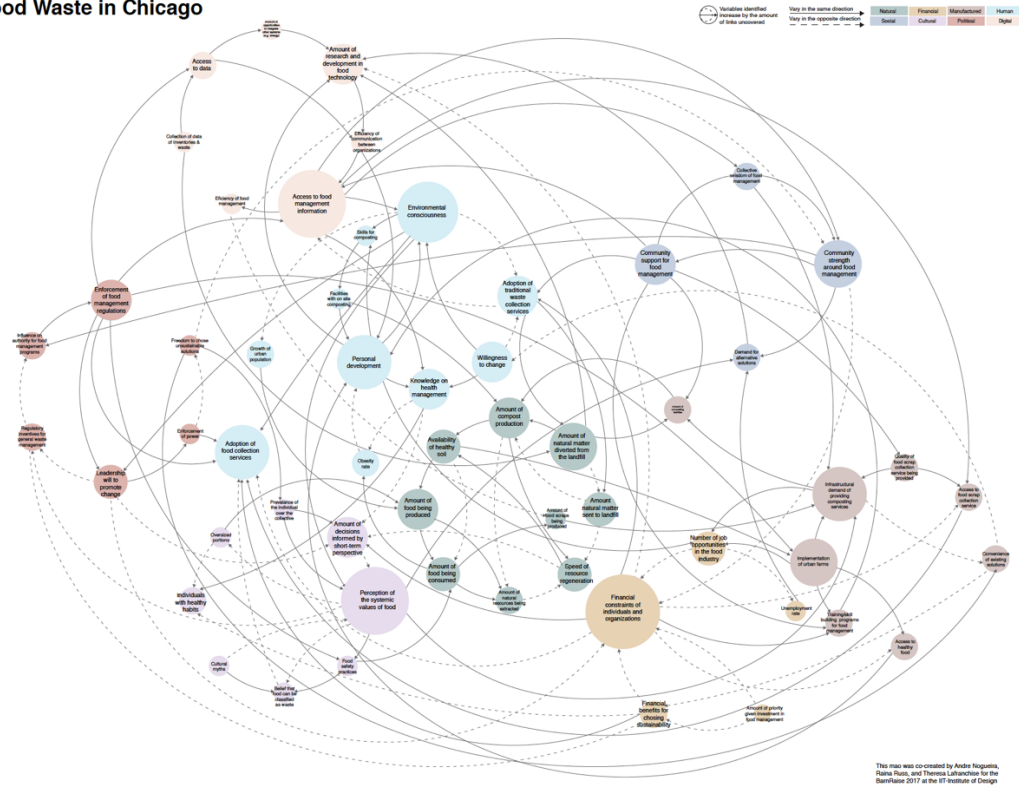 od Waste in Chicago
Variables identified
increase by the amount
of links uncovered
Vary in the same direction
Vary in the opposite direction
Natural
Financial
Manufactured
Human
Social
Cultural
Political
Digital
Access
to data
Amount of
research and
development in
food
technology
Collection of data
of inventories &
waste
Efficiency of
communication
between
organizations
Efficiency of food
management
Access to food
management
information
Environmental
consciousness
Skills for
composting
Collective
wisdom of food
management
Community
support for
food
management
Community
strength
around food
management
Enforcement
of food
management
regulations
Facilities
with on site
composting
Adoption of
traditional
waste
collection
services
Influence on
authority for food
management
programs
Freedom to chose
unsustainable
solutions
Growth of
urban
population
Personal
development
Willingness
to change
Demand for
alternative
solutions
Knowledge on
health
management
Amount of
compost
production
Regulatory
incentives for
general waste
management
Enforcement
of power
Adoption of
food collection
services
Availability
of healthy
soil
Amount of
natural matter
diverted from
the landfill
Obesity
rate
Leadership
will to
promote
change
Quality of
food scrap
collection
service being
provided
Infrastructural
demand of
providing
composting
services
Access to
food scrap
collection
service
Prevalence of
the individual
over the
collective
Amount of
food being
produced
Amount
natural matter
sent to landfill
Amount of
food scraps
being
produced
Oversized
portions
Amount of
decisions
informed by
short-term
perspective
Number of job
opportunities
in the food
industry
Implementation
of urban farms
Convenience
of existing
solutions
Amount of
food being
consumed
Speed of
resource
regeneration
Individuals
with healthy
habits
Perception of
the systemic
values of food
Amount of
natural
resources being
extracted
Financial
constraints of
individuals and
organizations
Unemployment
rate
Training/skill
building programs
for food
management
Access to
healthy
food
Cultural
myths
Food
safety
practices
Belief that
food can be
classified
as waste
Financial
benefits for
chosing
sustainability
Amount of priority
given investment in
food management
This mao was co-created by Andre Nogueira,
Raina Russ, and Theresa Lafranchise for the
BarnRaise 2017 at the IIT-Institute of Design